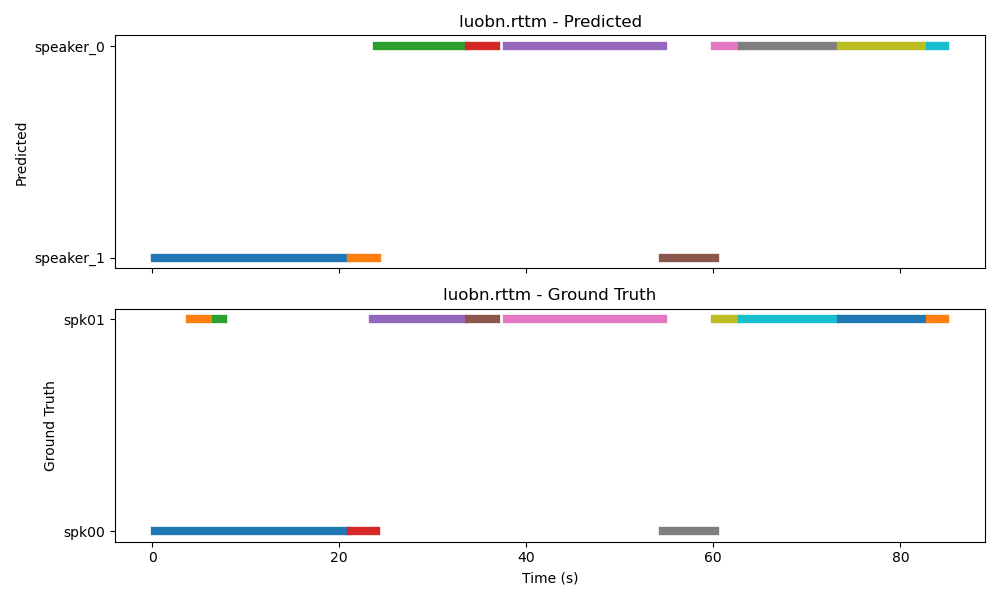 luobn.rttm - Predicted
speaker_0
Predicted
speaker_1
luobn.rttm - Ground Truth
spk01
Ground Truth
spk00
0 20 40 60 80
Time (s)